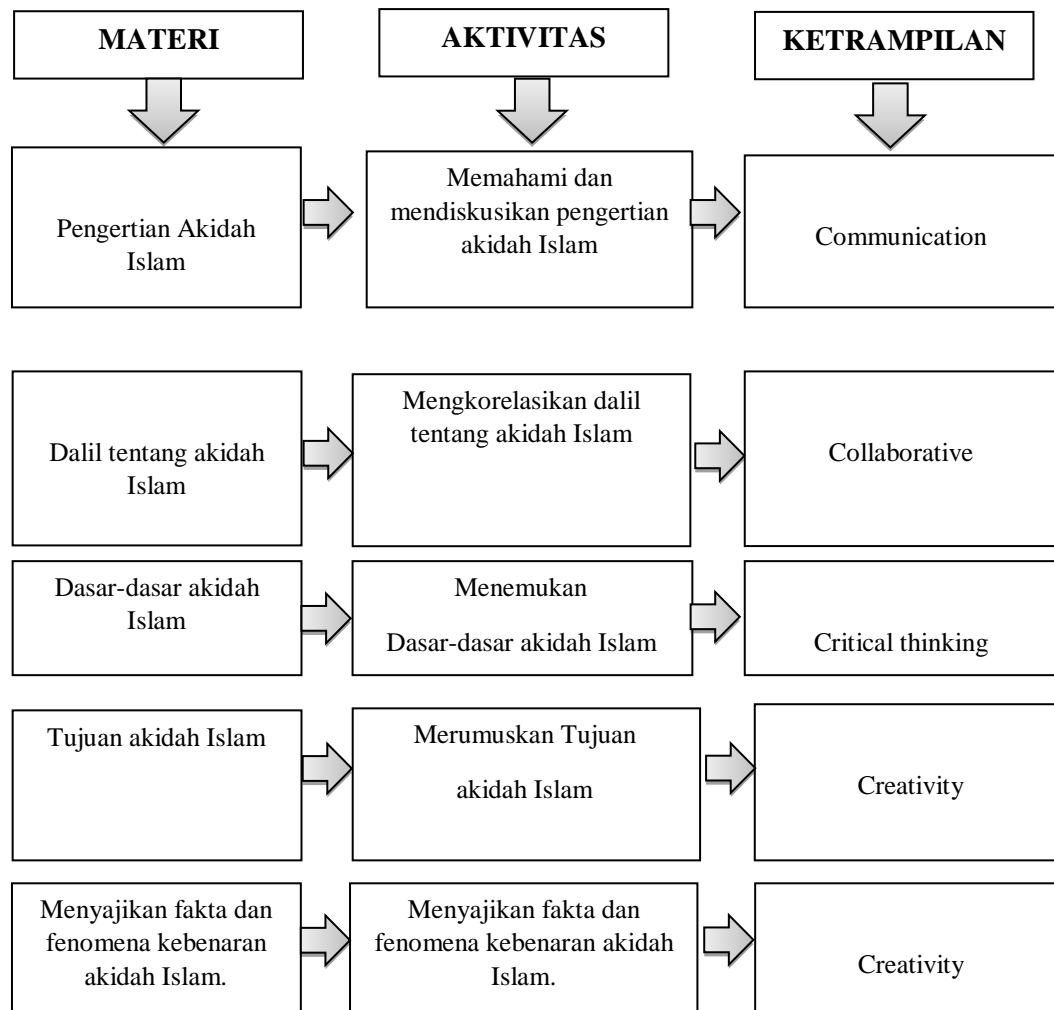 MATERI
AKTIVITAS
KETRAMPILAN
Pengertian Akidah
Islam
Memahami dan
mendiskusikan pengertian
akidah Islam
Communication
Dalil tentang akidah
Islam
Mengkorelasikan dalil
tentang akidah Islam
Collaborative
Dasar-dasar akidah
Islam
Menemukan
Dasar-dasar akidah Islam
Critical thinking
Tujuan akidah Islam
Merumuskan Tujuan
akidah Islam
Creativity
Menyajikan fakta dan
fenomena kebenaran
akidah Islam.
Menyajikan fakta dan
fenomena kebenaran akidah
Islam.
Creativity